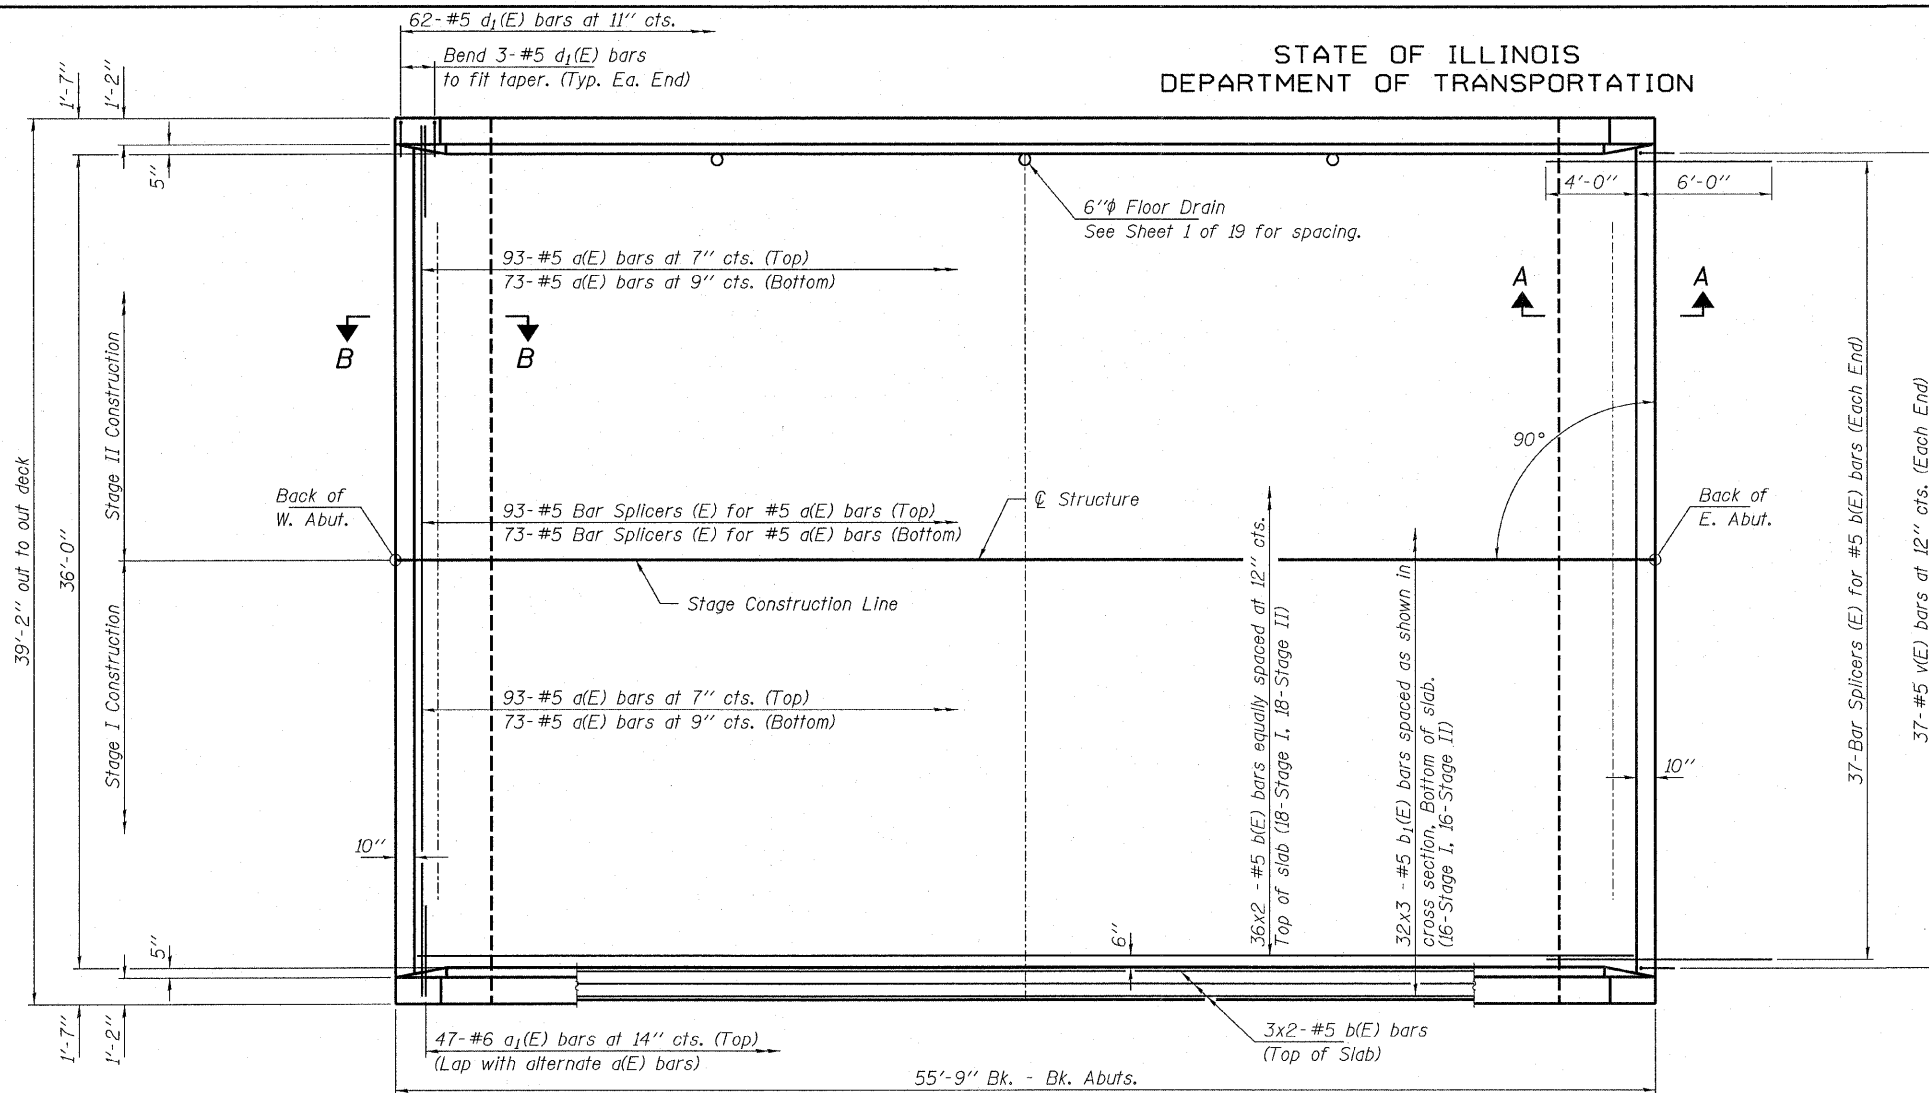 62-#5 d₁(E) bars at 11" cts.
Bend 3-#5 d₁(E) bars
to fit taper. (Typ. Ea. End)
STATE OF ILLINOIS
DEPARTMENT OF TRANSPORTATION
1'-7"
1'-2"
5"
4'-0"
6'-0"
6"ϕ Floor Drain
See Sheet 1 of 19 for spacing.
93-#5 a(E) bars at 7" cts. (Top)
73-#5 a(E) bars at 9" cts. (Bottom)
A
A
B
B
Stage II Construction
39'-2" out to out deck
36'-0"
90°
Back of
W. Abut.
93-#5 Bar Splicers (E) for #5 a(E) bars (Top)
73-#5 Bar Splicers (E) for #5 a(E) bars (Bottom)
℄ Structure
Back of
E. Abut.
Stage Construction Line
Stage I Construction
93-#5 a(E) bars at 7" cts. (Top)
73-#5 a(E) bars at 9" cts. (Bottom)
36x2 -#5 b(E) bars equally spaced at 12" cts.
Top of slab (18-Stage I, 18-Stage II)
32x3 -#5 b₁(E) bars spaced as shown in
cross section, Bottom of slab.
(16-Stage I, 16-Stage II)
37-Bar Splicers (E) for #5 b(E) bars (Each End)
37-#5 v(E) bars at 12" cts. (Each End)
10"
10"
6"
5"
1'-7"
1'-2"
47-#6 a₁(E) bars at 14" cts. (Top)
(Lap with alternate a(E) bars)
3x2-#5 b(E) bars
(Top of Slab)
55'-9" Bk. - Bk. Abuts.